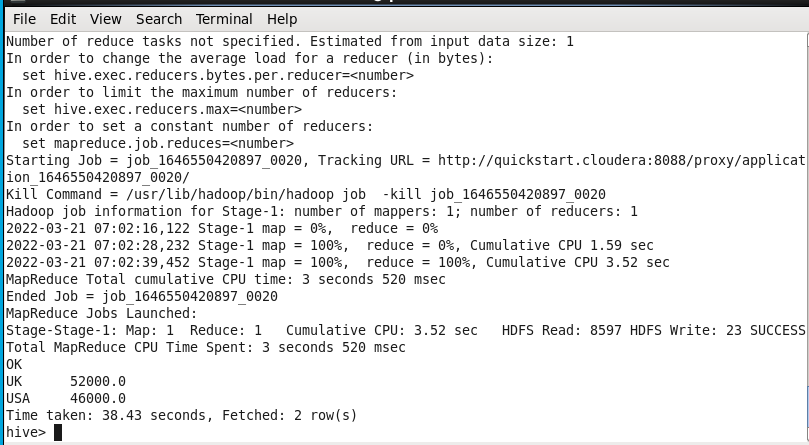 File Edit View Search Terminal Help
Number of reduce tasks not specified. Estimated from input data size: 1
In order to change the average load for a reducer (in bytes):
  set hive.exec.reducers.bytes.per.reducer=<number>
In order to limit the maximum number of reducers:
  set hive.exec.reducers.max=<number>
In order to set a constant number of reducers:
  set mapreduce.job.reduces=<number>
Starting Job = job_1646550420897_0020, Tracking URL = http://quickstart.cloudera:8088/proxy/applicat
ion_1646550420897_0020/
Kill Command = /usr/lib/hadoop/bin/hadoop job  -kill job_1646550420897_0020
Hadoop job information for Stage-1: number of mappers: 1; number of reducers: 1
2022-03-21 07:02:16,122 Stage-1 map = 0%,  reduce = 0%
2022-03-21 07:02:28,232 Stage-1 map = 100%,  reduce = 0%, Cumulative CPU 1.59 sec
2022-03-21 07:02:39,452 Stage-1 map = 100%,  reduce = 100%, Cumulative CPU 3.52 sec
MapReduce Total cumulative CPU time: 3 seconds 520 msec
Ended Job = job_1646550420897_0020
MapReduce Jobs Launched:
Stage-Stage-1: Map: 1  Reduce: 1   Cumulative CPU: 3.52 sec   HDFS Read: 8597 HDFS Write: 23 SUCCESS
Total MapReduce CPU Time Spent: 3 seconds 520 msec
OK
UK      52000.0
USA     46000.0
Time taken: 38.43 seconds, Fetched: 2 row(s)
hive>